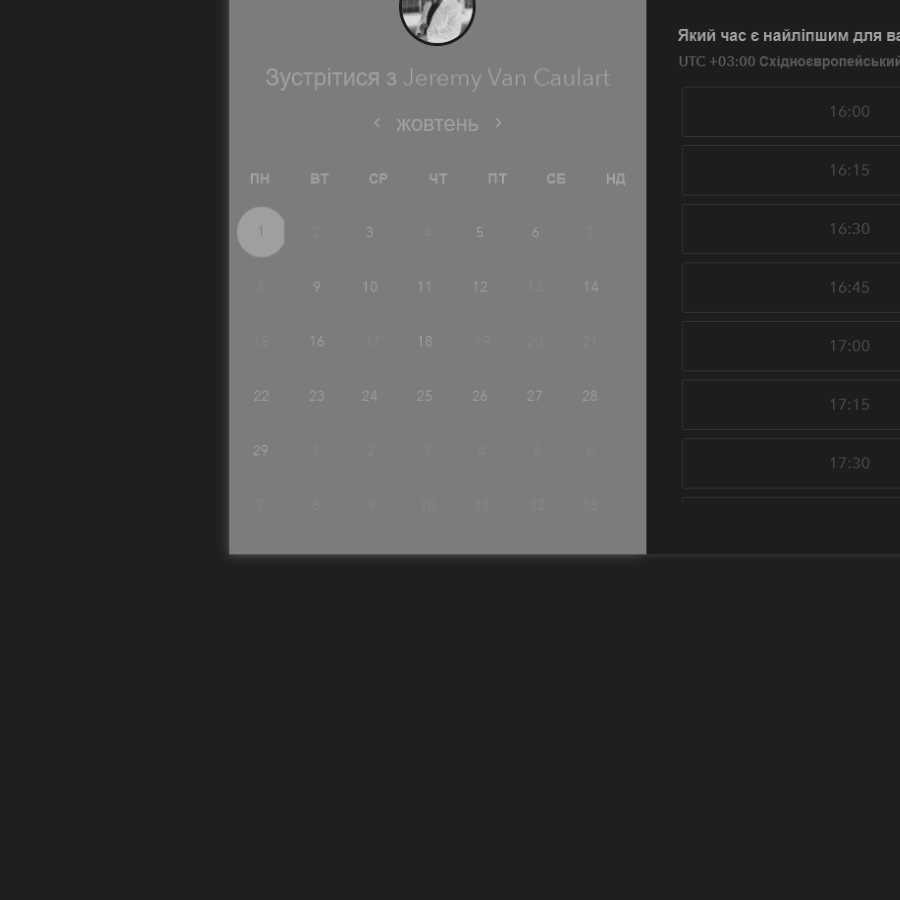 Зустрітися з Jeremy Van Caulart
жовтень
ПН ВТ СР ЧТ ПТ СБ НД
1 2 3 4 5 6 7
8 9 10 11 12 13 14
15 16 17 18 19 20 21
22 23 24 25 26 27 28
29 1 2 3 4 5 6
7 8 9 10 11 12 13
Який час є найліпшим для ва
UTC +03:00 Східноєвропейський
16:00
16:15
16:30
16:45
17:00
17:15
17:30